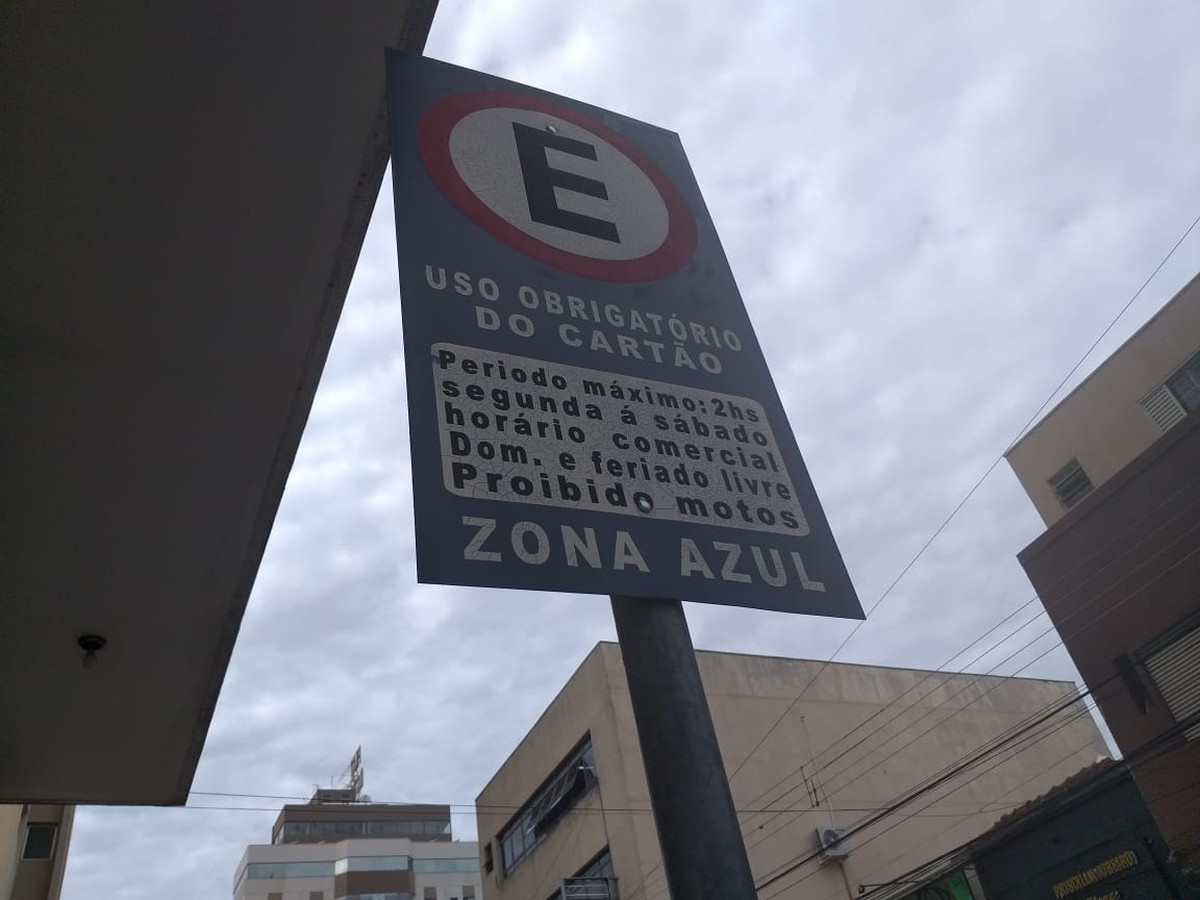 E
USO OBRIGATÓRIO
DO CARTÃO
Periodo máximo: 2hs
segunda á sábado
horário comercial
Dom. e feriado livre
Proibido motos
ZONA AZUL